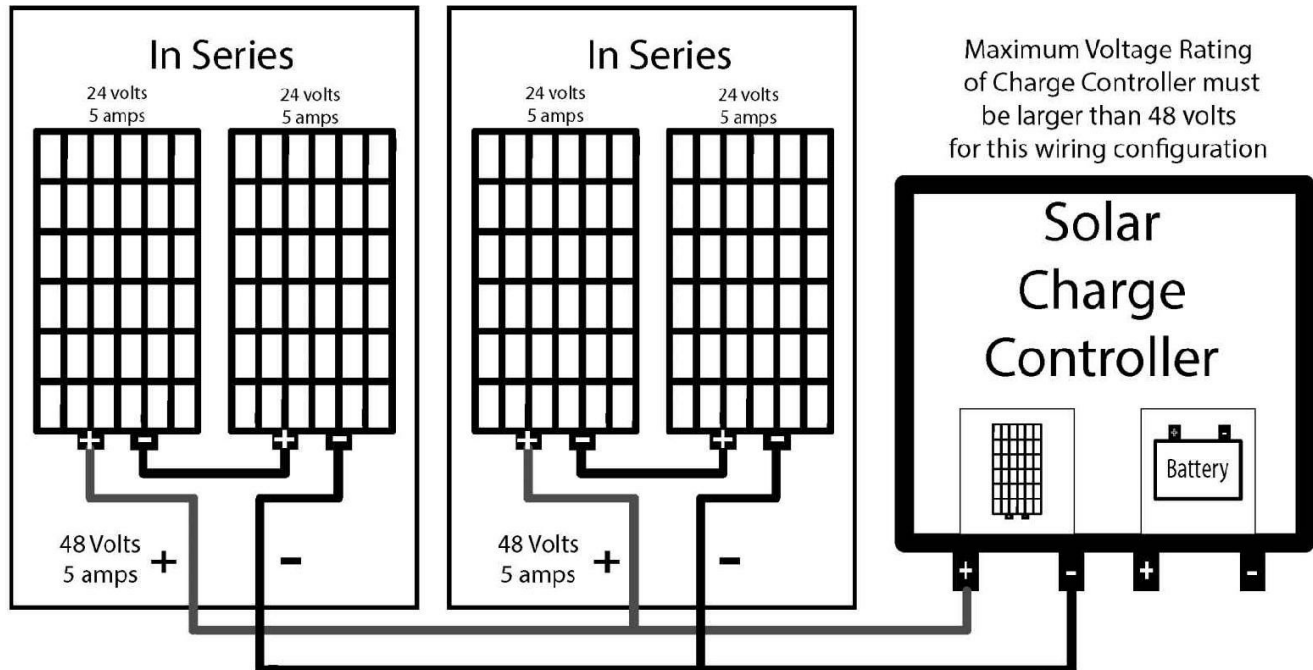 In Series
24 volts
5 amps
24 volts
5 amps
+ - + -
48 Volts
5 amps
+ -
In Series
24 volts
5 amps
24 volts
5 amps
+ - + -
48 Volts
5 amps
+ -
Maximum Voltage Rating
of Charge Controller must
be larger than 48 volts
for this wiring configuration
Solar
Charge
Controller
+ -
Battery
+ - + -